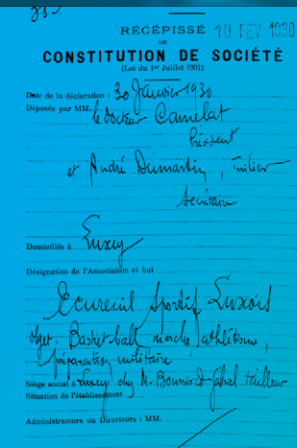 RÉCÉPISSÉ 10 FEV 1930
DE
CONSTITUTION DE SOCIÉTÉ
(Loi du 1er Juillet 1901)
Date de la déclaration : 30 Janvier 1930
Déposée par MM. le Docteur Camelat
Président
et André Dumartin, Tuilier
Secrétaire
Domiciliés à Luxey
Désignation de l'Association et but
Ecureuil Sportif Luxois
objet: Basket-ball marche, athlétisme,
préparation militaire
Siège social à Luxey chez Mr. Gabriel tailleur
Situation de l'établissement
Administrateurs ou Directeurs : MM.